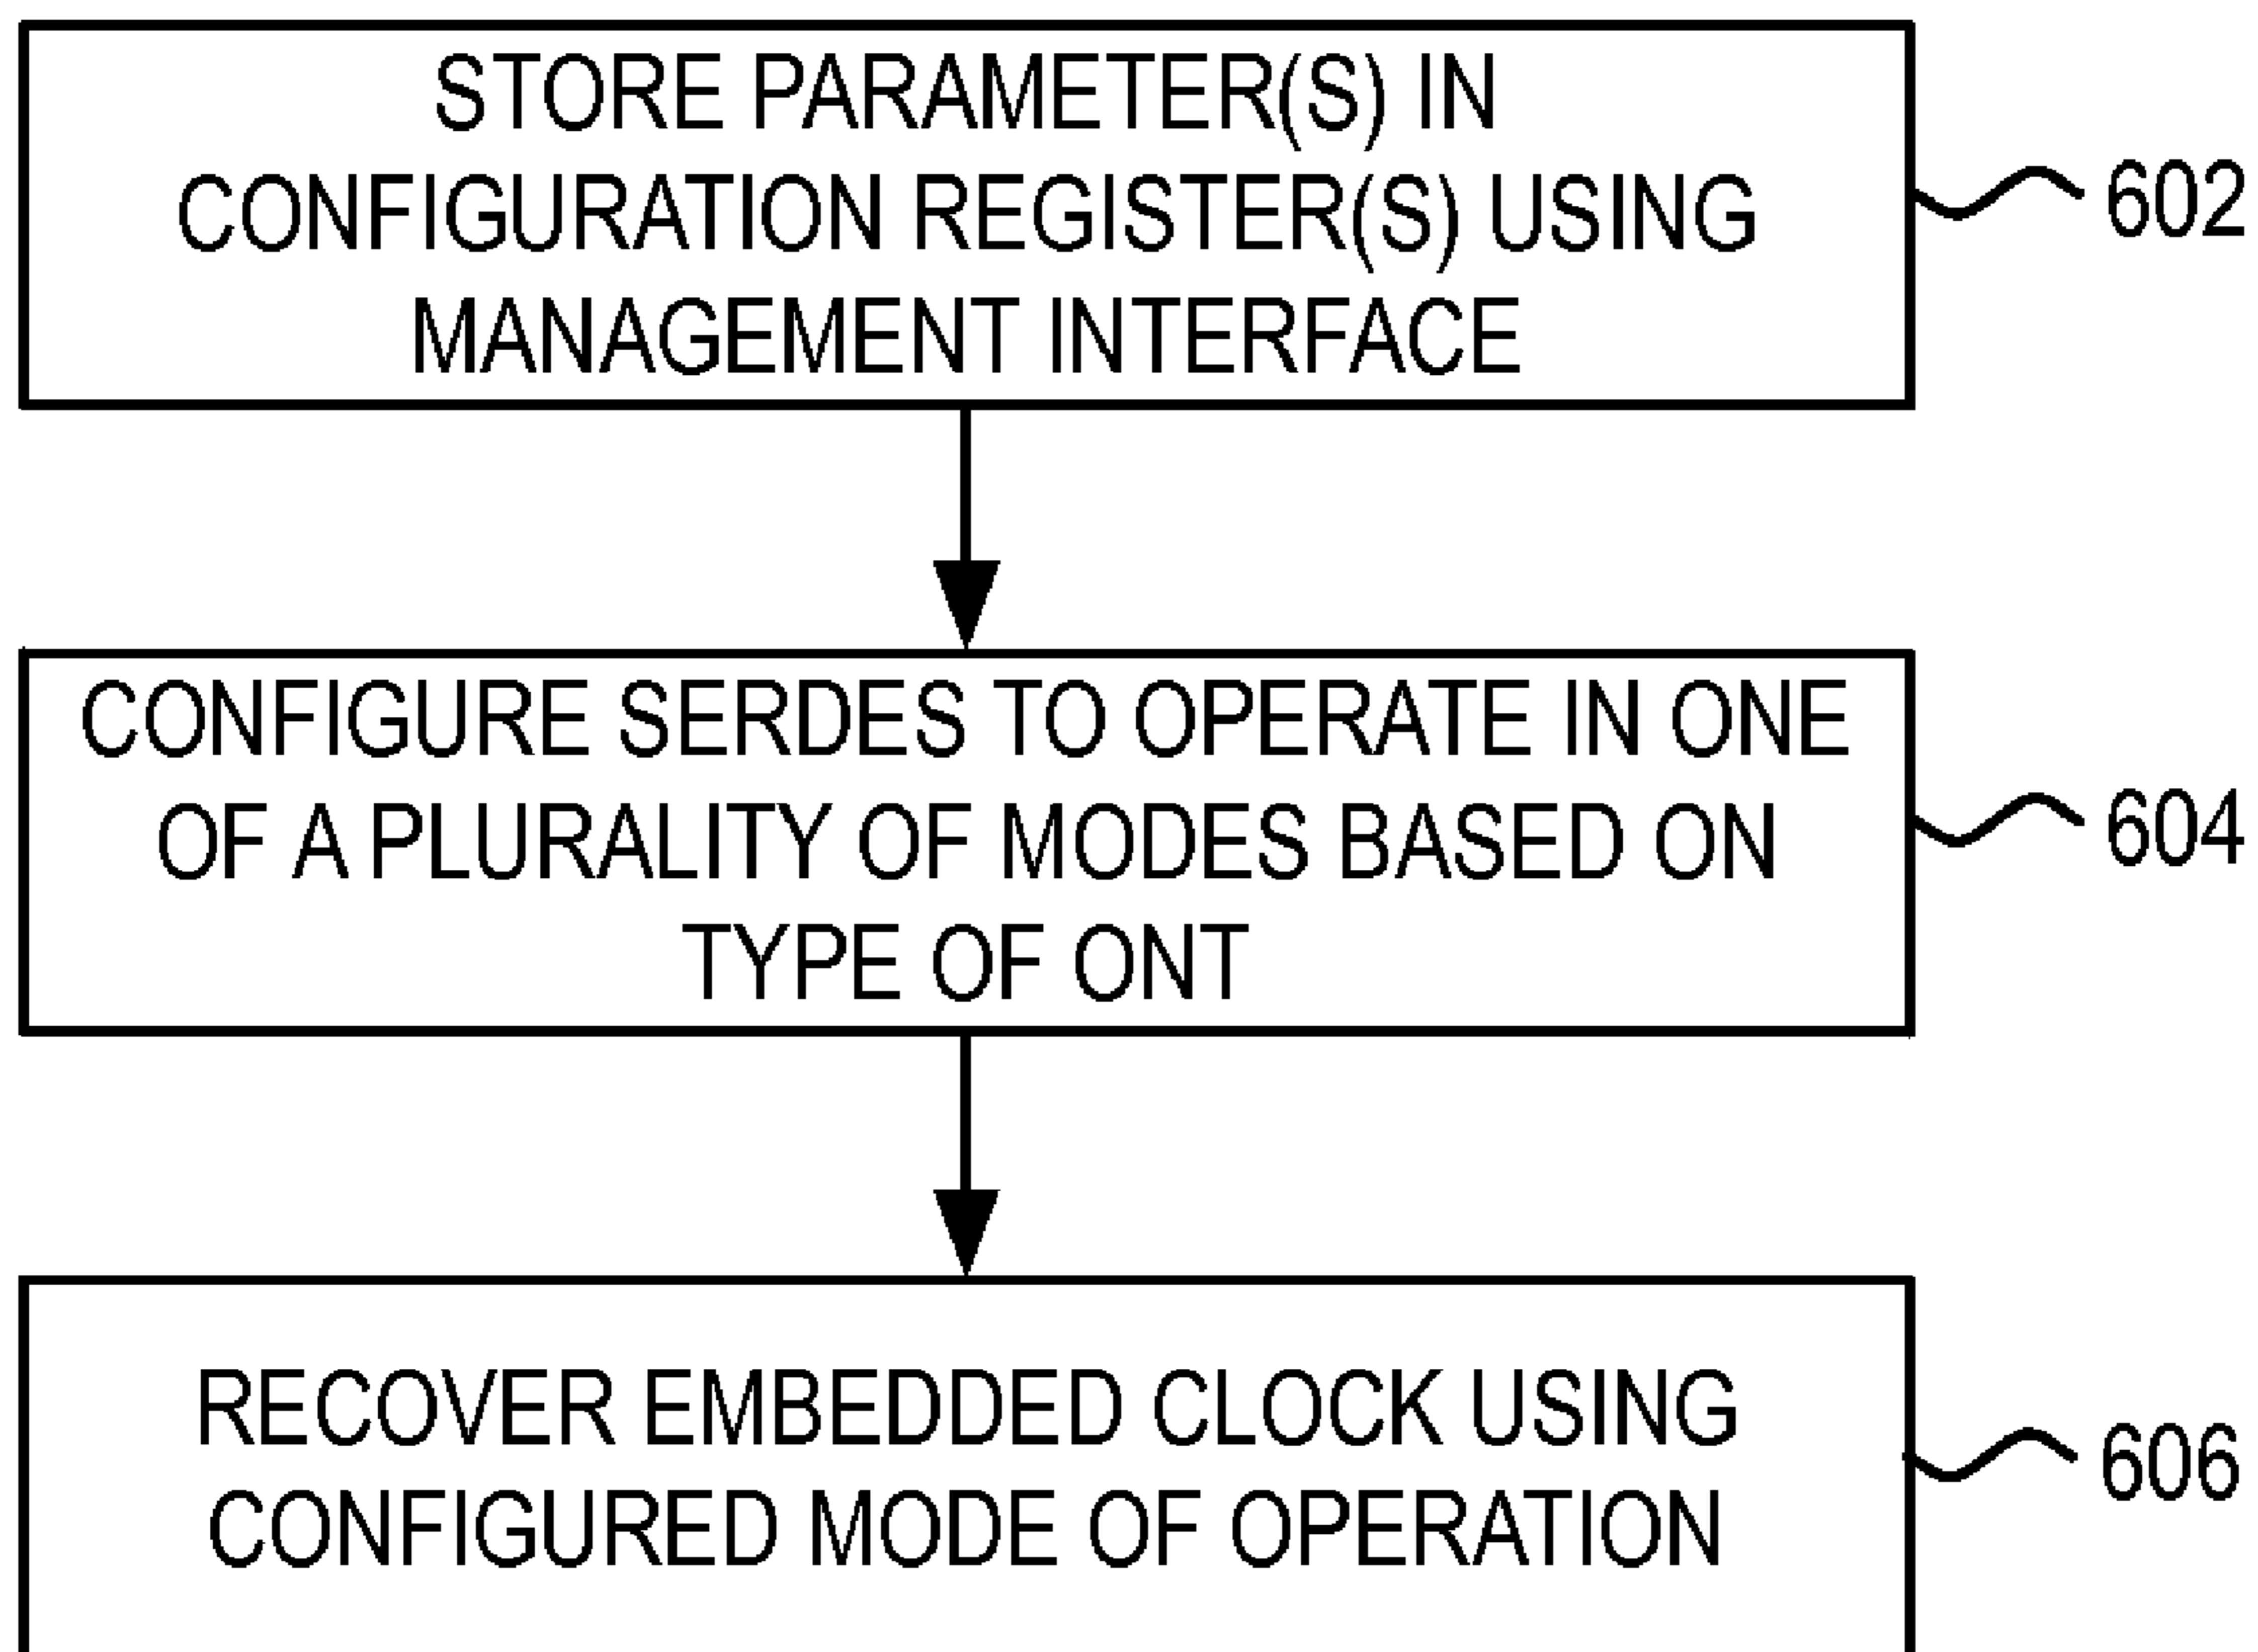 STORE PARAMETER(S) IN
CONFIGURATION REGISTER(S) USING
MANAGEMENT INTERFACE
602
CONFIGURE SERDES TO OPERATE IN ONE
OF A PLURALITY OF MODES BASED ON
TYPE OF ONT
604
RECOVER EMBEDDED CLOCK USING
CONFIGURED MODE OF OPERATION
606